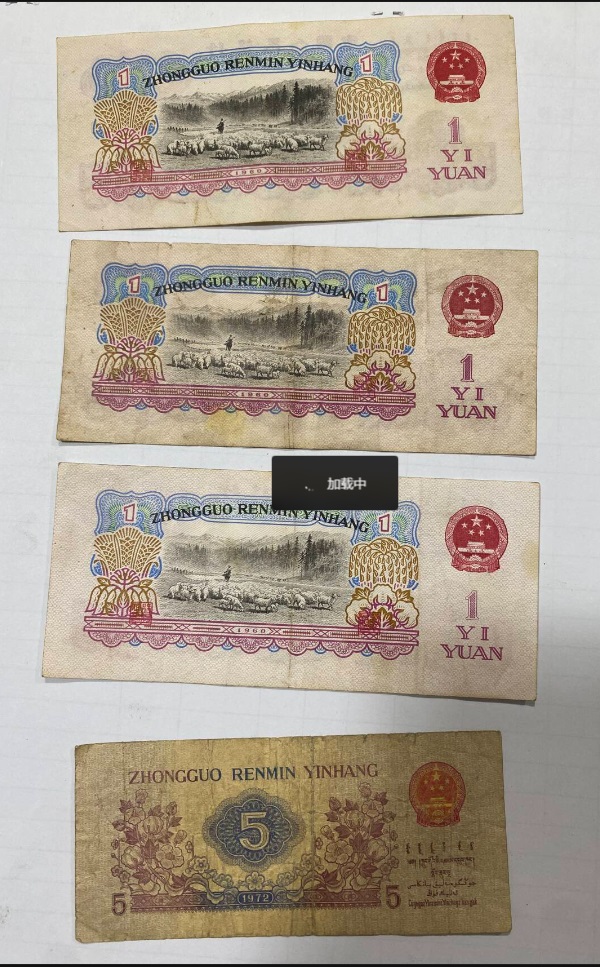 1
ZHONGGUO RENMIN YINHANG
1
1960
1
YI
YUAN
1
ZHONGGUO RENMIN YINHANG
1
1960
1
YI
YUAN
加载中
1
ZHONGGUO RENMIN YINHANG
1
1960
1
YI
YUAN
ZHONGGUO RENMIN YINHANG
5
5
1972
5